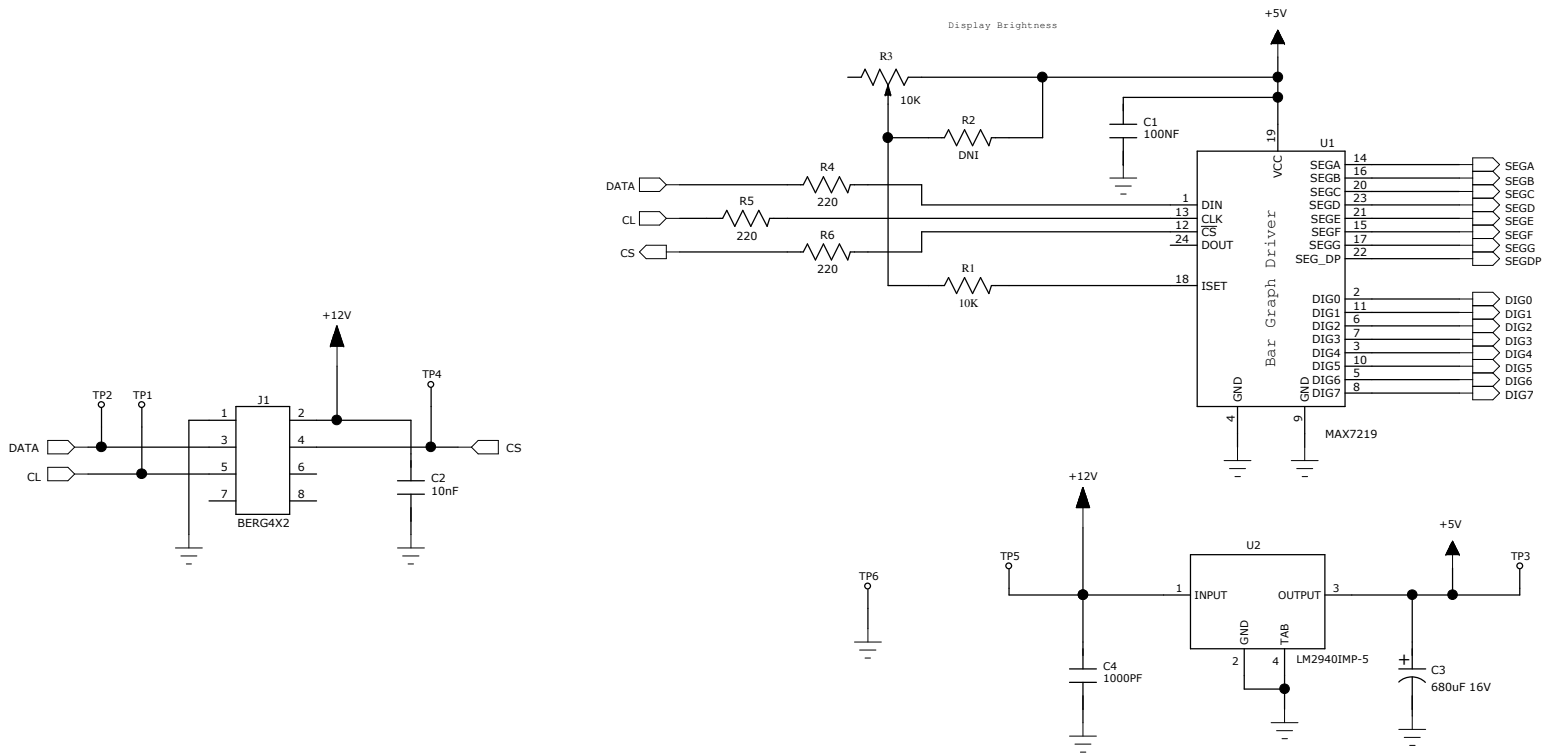 Display Brightness
+5V
R3
10K
R2
DNI
C1
100NF
R4
220
DATA
R5
220
CL
R6
220
CS
R1
10K
U1
19
VCC
1 DIN
13 CLK
12 CS
24 DOUT
18 ISET
Bar Graph Driver
SEGA 14 SEGA
SEGB 16 SEGB
SEGC 20 SEGC
SEGD 23 SEGD
SEGE 21 SEGE
SEGF 15 SEGF
SEGG 17 SEGG
SEG_DP 22 SEGDP
DIG0 2 DIG0
DIG1 11 DIG1
DIG2 6 DIG2
DIG3 7 DIG3
DIG4 3 DIG4
DIG5 10 DIG5
DIG6 5 DIG6
DIG7 8 DIG7
GND
4
GND
9
MAX7219
+12V
TP2
TP1
TP4
J1
1 2
DATA 3 4 CS
CL 5 6
7 8
BERG4X2
C2
10nF
TP6
+12V
TP5
U2
1 INPUT
OUTPUT 3
GND
2
TAB
4
LM2940IMP-5
+5V
TP3
C4
1000PF
+
C3
680uF 16V